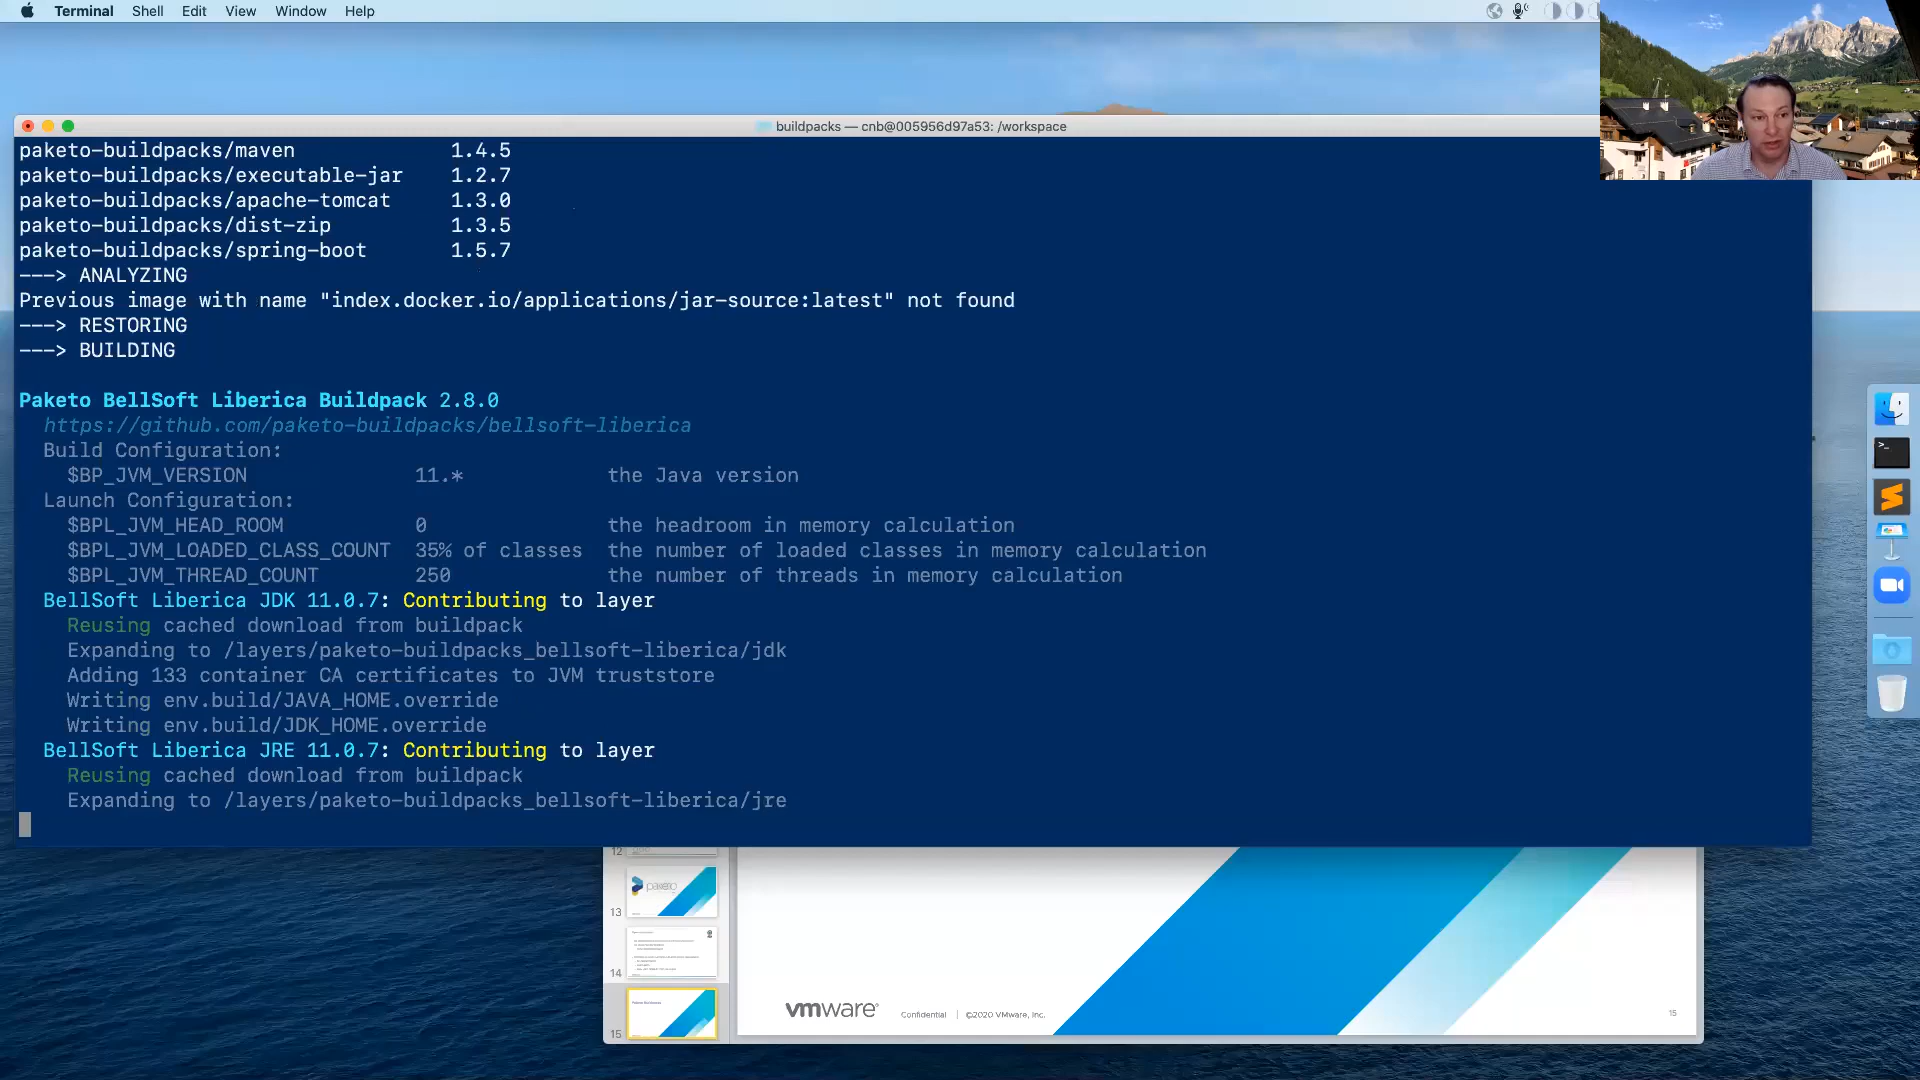 Terminal Shell Edit View Window Help
buildpacks — cnb@005956d97a53: /workspace
paketo-buildpacks/maven 1.4.5
paketo-buildpacks/executable-jar 1.2.7
paketo-buildpacks/apache-tomcat 1.3.0
paketo-buildpacks/dist-zip 1.3.5
paketo-buildpacks/spring-boot 1.5.7
---> ANALYZING
Previous image with name "index.docker.io/applications/jar-source:latest" not found
---> RESTORING
---> BUILDING
Paketo BellSoft Liberica Buildpack 2.8.0
https://github.com/paketo-buildpacks/bellsoft-liberica
Build Configuration:
$BP_JVM_VERSION 11.* the Java version
Launch Configuration:
$BPL_JVM_HEAD_ROOM 0 the headroom in memory calculation
$BPL_JVM_LOADED_CLASS_COUNT 35% of classes the number of loaded classes in memory calculation
$BPL_JVM_THREAD_COUNT 250 the number of threads in memory calculation
BellSoft Liberica JDK 11.0.7: Contributing to layer
Reusing cached download from buildpack
Expanding to /layers/paketo-buildpacks_bellsoft-liberica/jdk
Adding 133 container CA certificates to JVM truststore
Writing env.build/JAVA_HOME.override
Writing env.build/JDK_HOME.override
BellSoft Liberica JRE 11.0.7: Contributing to layer
Reusing cached download from buildpack
Expanding to /layers/paketo-buildpacks_bellsoft-liberica/jre
12
paketo
13
14
15
vmware® Confidential | ©2020 VMware, Inc. 15